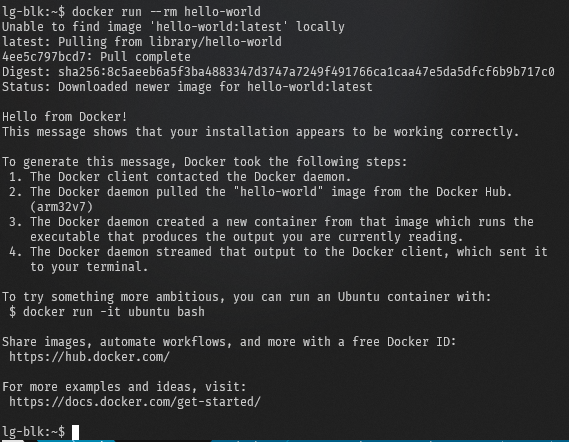 lg-blk:~$ docker run --rm hello-world
Unable to find image 'hello-world:latest' locally
latest: Pulling from library/hello-world
4ee5c797bcd7: Pull complete
Digest: sha256:8c5aeeb6a5f3ba4883347d3747a7249f491766ca1caa47e5da5dfcf6b9b717c0
Status: Downloaded newer image for hello-world:latest

Hello from Docker!
This message shows that your installation appears to be working correctly.

To generate this message, Docker took the following steps:
 1. The Docker client contacted the Docker daemon.
 2. The Docker daemon pulled the "hello-world" image from the Docker Hub.
    (arm32v7)
 3. The Docker daemon created a new container from that image which runs the
    executable that produces the output you are currently reading.
 4. The Docker daemon streamed that output to the Docker client, which sent it
    to your terminal.

To try something more ambitious, you can run an Ubuntu container with:
 $ docker run -it ubuntu bash

Share images, automate workflows, and more with a free Docker ID:
 https://hub.docker.com/

For more examples and ideas, visit:
 https://docs.docker.com/get-started/

lg-blk:~$